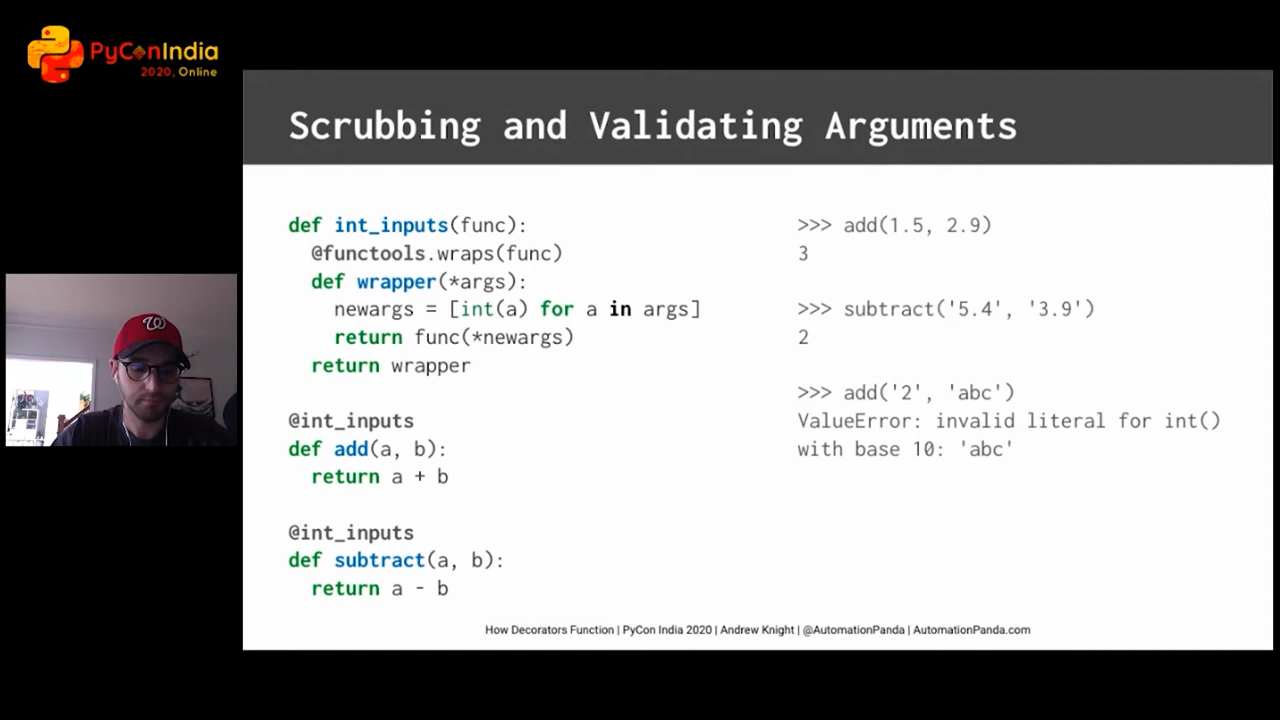 PyConIndia
2020, Online
Scrubbing and Validating Arguments
def int_inputs(func):
  @functools.wraps(func)
  def wrapper(*args):
    newargs = [int(a) for a in args]
    return func(*newargs)
  return wrapper
@int_inputs
def add(a, b):
  return a + b
@int_inputs
def subtract(a, b):
  return a - b
>>> add(1.5, 2.9)
3
>>> subtract('5.4', '3.9')
2
>>> add('2', 'abc')
ValueError: invalid literal for int()
with base 10: 'abc'
W
How Decorators Function | PyCon India 2020 | Andrew Knight | @AutomationPanda | AutomationPanda.com